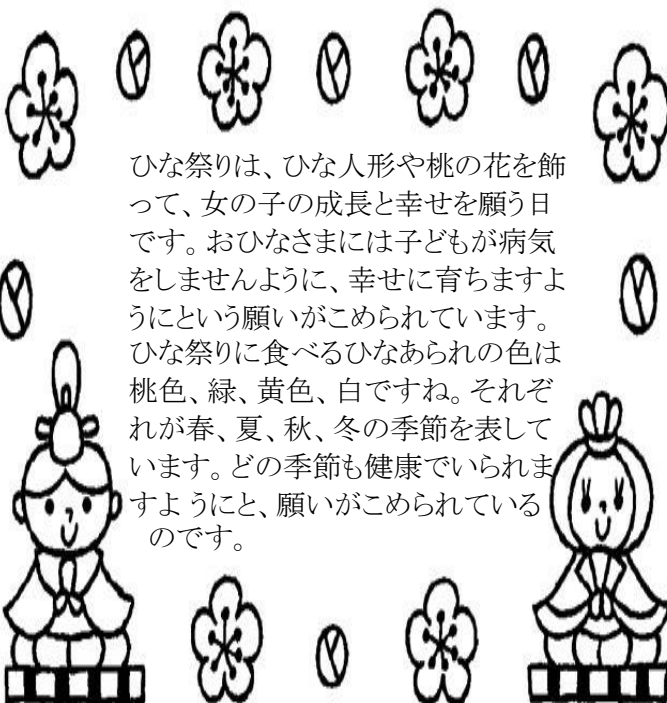 ひな祭りは、ひな人形や桃の花を飾
って、女の子の成長と幸せを願う日
です。おひなさまには子どもが病気
をしませんように、幸せに育ちますよ
うにという願いがこめられています。
ひな祭りに食べるひなあられの色は
桃色、緑、黄色、白ですね。それぞ
れが春、夏、秋、冬の季節を表して
います。どの季節も健康でいられま
すようにと、願いがこめられている
のです。